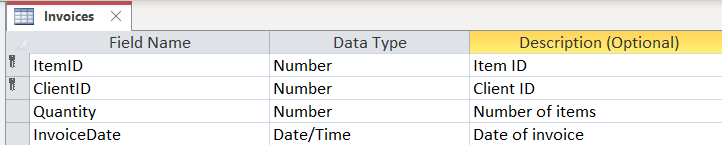 Invoices
Field Name Data Type Description (Optional)
ItemID Number Item ID
ClientID Number Client ID
Quantity Number Number of items
InvoiceDate Date/Time Date of invoice